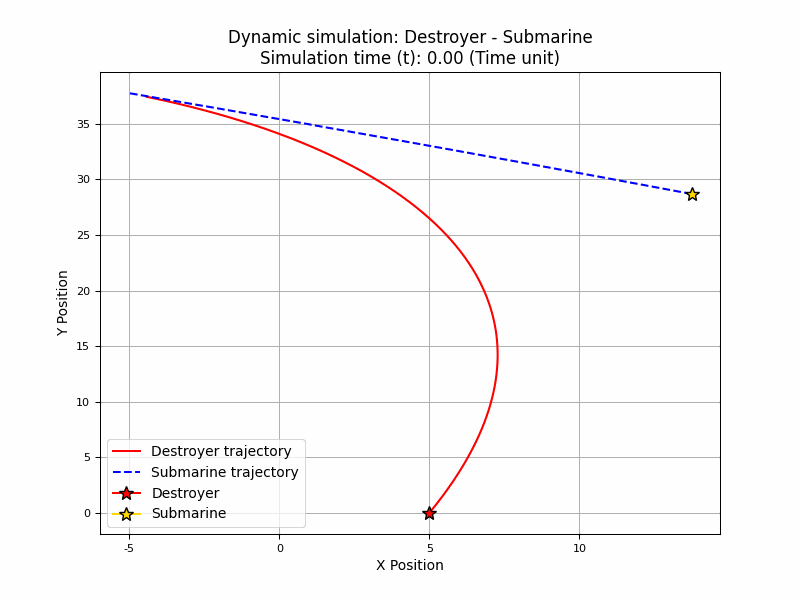 Dynamic simulation: Destroyer - Submarine
Simulation time (t): 0.00 (Time unit)
Y Position
35
30
25
20
15
10
5
0
-5 0 5 10
X Position
Destroyer trajectory
Submarine trajectory
Destroyer
Submarine